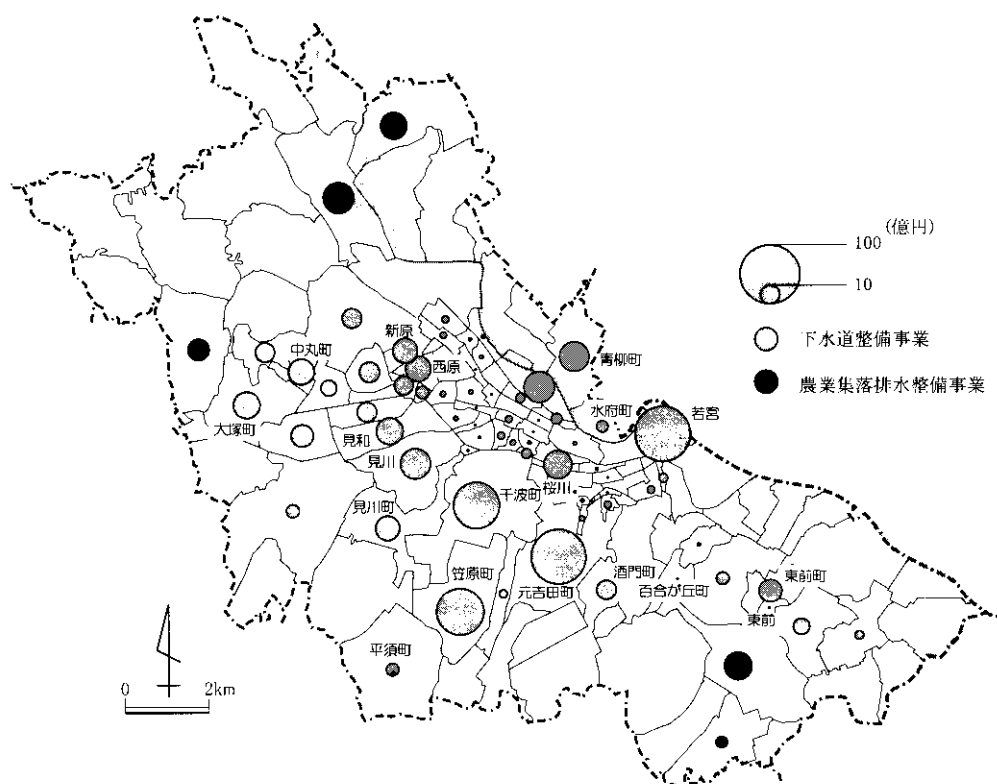 (億円)
100
10
下水道整備事業
農業集落排水整備事業
新原
中丸町
西原
青柳町
水府町
若宮
大塚町
見和
見川
桜川
千波町
見川町
笠原町
元吉田町
酒門町
百合が丘町
東前町
東前
平須町
0 2km